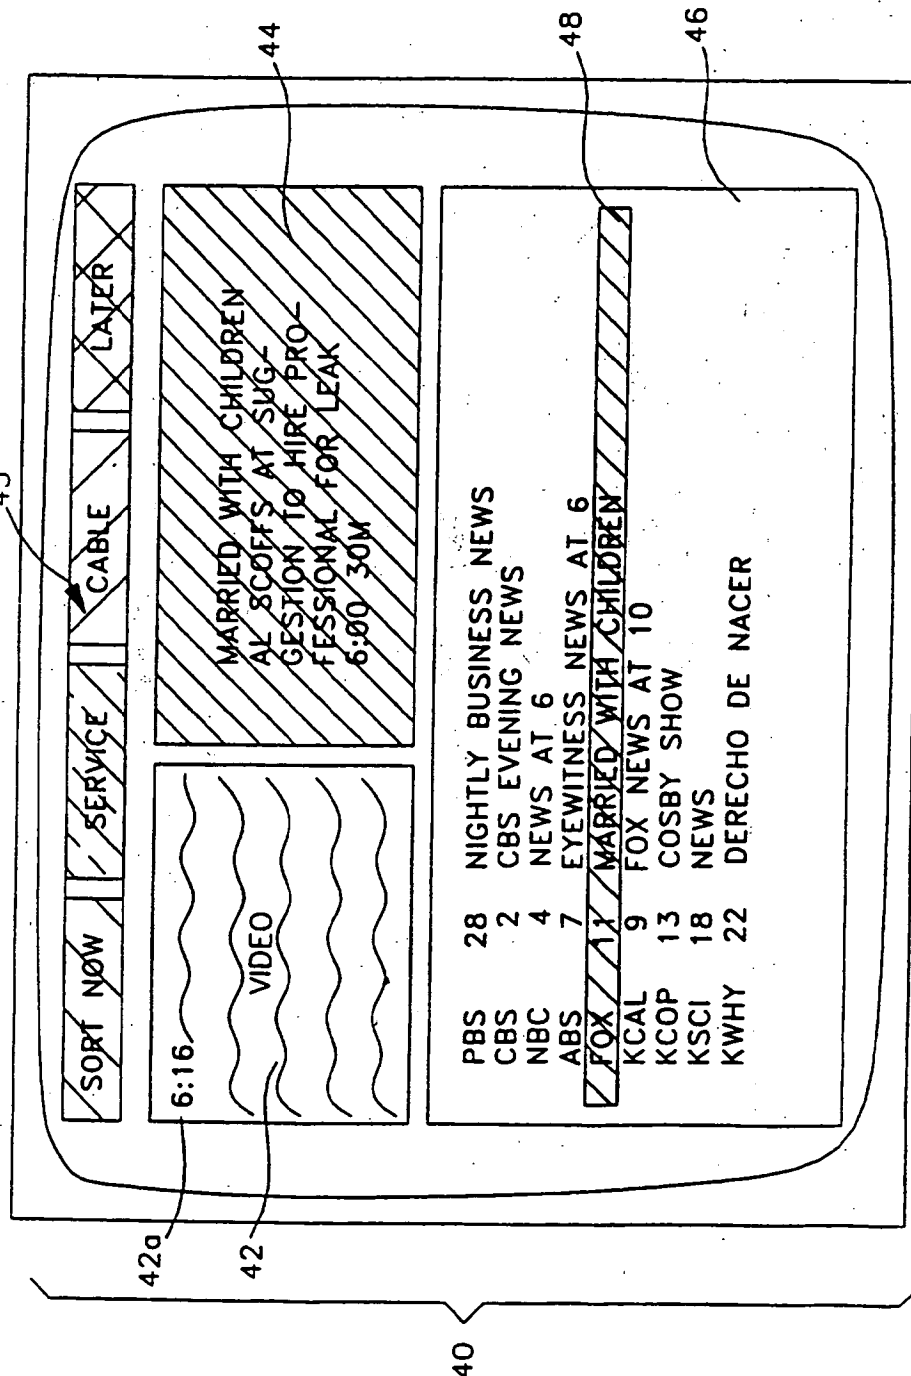 43
SORT NOW SERVICE CABLE LATER
44
42a
6:16
VIDEO
42
MARRIED WITH CHILDREN
AL 8COFFS AT SUG-
GESTION TO HIRE PRO-
FESSIONAL FOR LEAK
6:00 30M
40
PBS 28 NIGHTLY BUSINESS NEWS
CBS 2 CBS EVENING NEWS
NBC 4 NEWS AT 6
ABS 7 EYEWITNESS NEWS AT 6
FOX 11 MARRIED WITH CHILDREN
48
KCAL 9 FOX NEWS AT 10
KCOP 13 COSBY SHOW
KSCI 18 NEWS
KWHY 22 DERECHO DE NACER
46